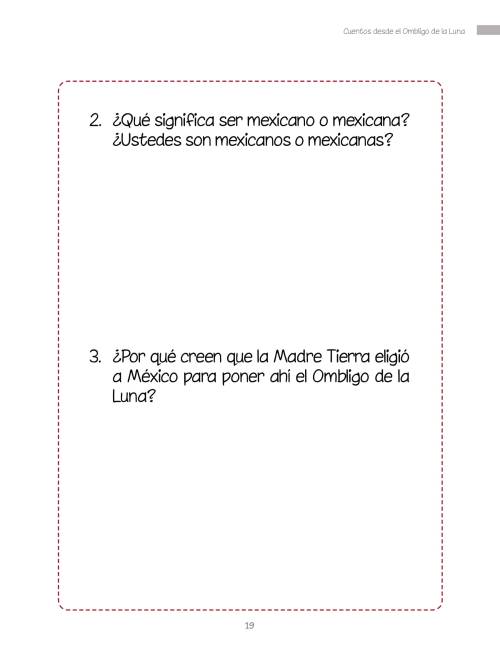 Cuentos desde el Ombligo de la Luna
2. ¿Qué significa ser mexicano o mexicana?
¿Ustedes son mexicanos o mexicanas?
3. ¿Por qué creen que la Madre Tierra eligió
a México para poner ahí el Ombligo de la
Luna?
19